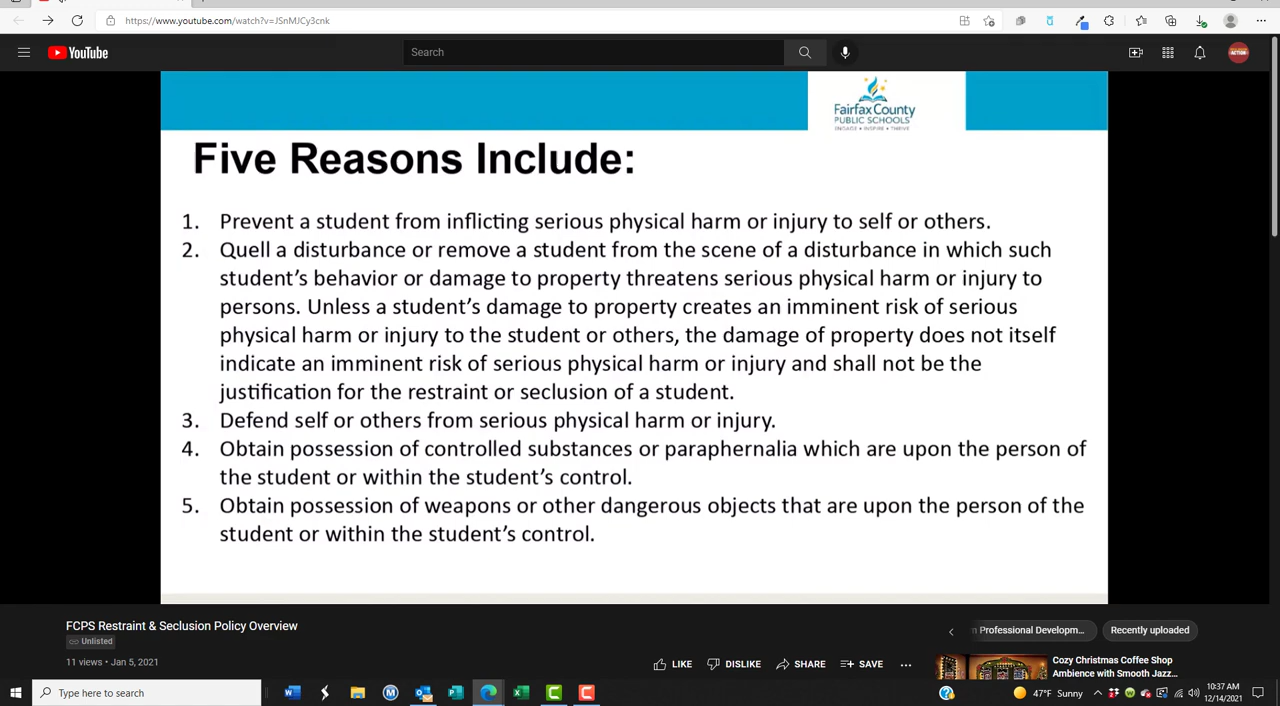 https://www.youtube.com/watch?v=JSnMJCy3cnk
YouTube
Search
Fairfax County
PUBLIC SCHOOLS
ENGAGE • INSPIRE • THRIVE
Five Reasons Include:
1. Prevent a student from inflicting serious physical harm or injury to self or others.
2. Quell a disturbance or remove a student from the scene of a disturbance in which such
student's behavior or damage to property threatens serious physical harm or injury to
persons. Unless a student's damage to property creates an imminent risk of serious
physical harm or injury to the student or others, the damage of property does not itself
indicate an imminent risk of serious physical harm or injury and shall not be the
justification for the restraint or seclusion of a student.
3. Defend self or others from serious physical harm or injury.
4. Obtain possession of controlled substances or paraphernalia which are upon the person of
the student or within the student's control.
5. Obtain possession of weapons or other dangerous objects that are upon the person of the
student or within the student's control.
FCPS Restraint & Seclusion Policy Overview
Unlisted
11 views • Jan 5, 2021
LIKE DISLIKE SHARE SAVE
Professional Developm... Recently uploaded
Cozy Christmas Coffee Shop
Ambience with Smooth Jazz...
Type here to search
47°F Sunny
10:37 AM
12/14/2021